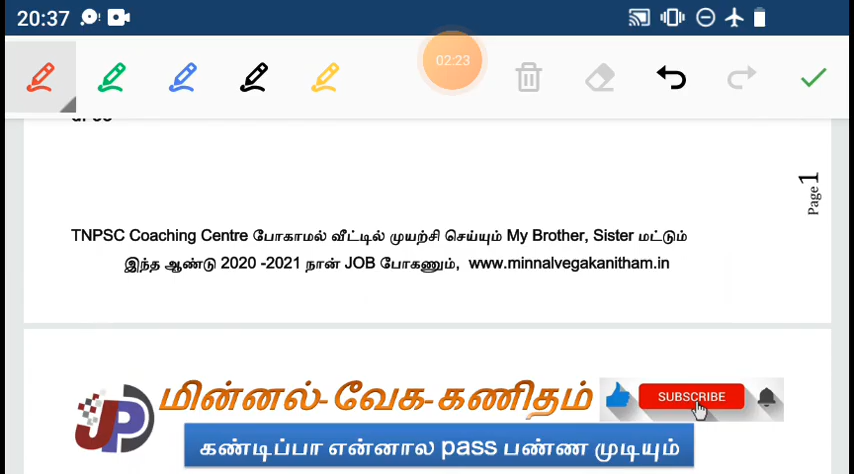 20:37
02:23
Page 1
TNPSC Coaching Centre போகாமல் வீட்டில் முயற்சி செய்யும் My Brother, Sister மட்டும்
இந்த ஆண்டு 2020 -2021 நான் JOB போகணும், www.minnalvegakanitham.in
JP மின்னல்-வேக-கணிதம் SUBSCRIBE
கண்டிப்பா என்னால pass பண்ண முடியும்